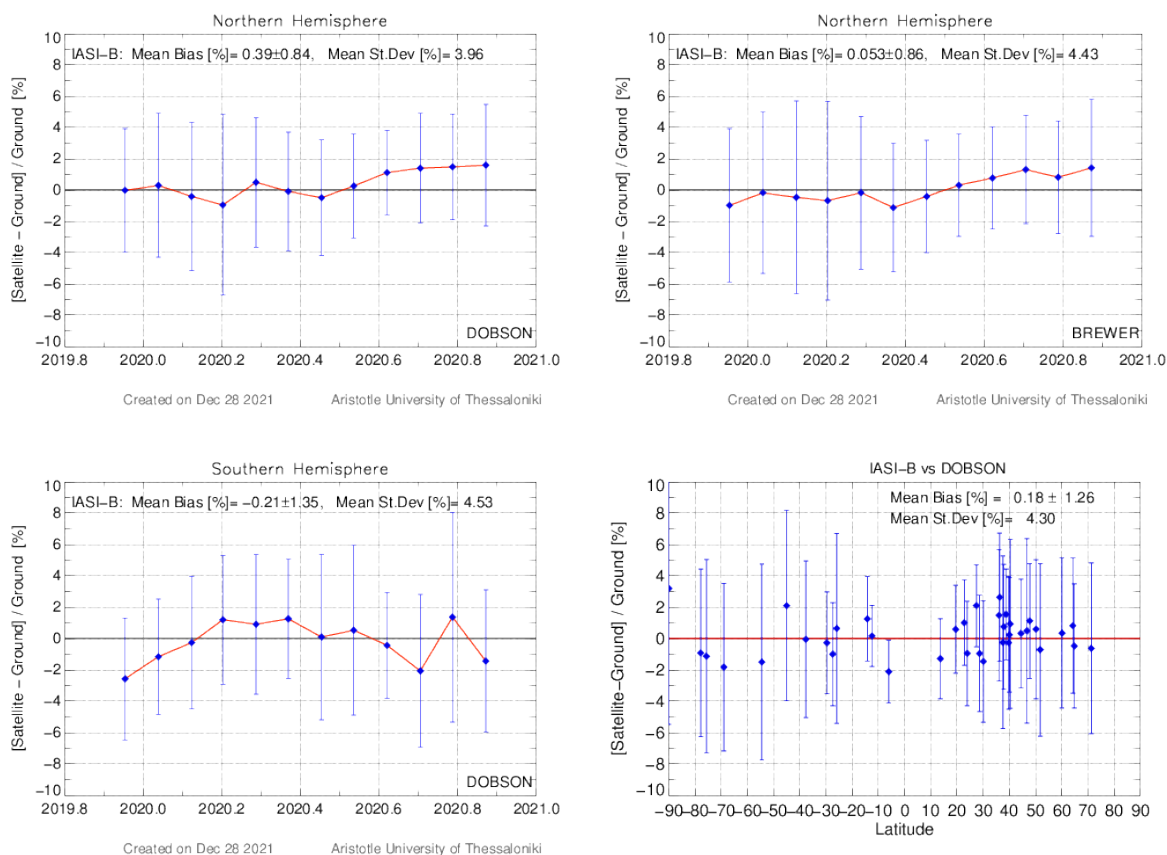 Northern Hemisphere
IASI-B: Mean Bias [%]= 0.39±0.84, Mean St.Dev [%]= 3.96
[Satellite - Ground] / Ground [%]
10
8
6
4
2
0
-2
-4
-6
-8
-10
DOBSON
2019.8 2020.0 2020.2 2020.4 2020.6 2020.8 2021.0
Created on Dec 28 2021 Aristotle University of Thessaloniki
Northern Hemisphere
IASI-B: Mean Bias [%]= 0.053±0.86, Mean St.Dev [%]= 4.43
[Satellite - Ground] / Ground [%]
10
8
6
4
2
0
-2
-4
-6
-8
-10
BREWER
2019.8 2020.0 2020.2 2020.4 2020.6 2020.8 2021.0
Created on Dec 28 2021 Aristotle University of Thessaloniki
Southern Hemisphere
IASI-B: Mean Bias [%]= -0.21±1.35, Mean St.Dev [%]= 4.53
[Satellite - Ground] / Ground [%]
10
8
6
4
2
0
-2
-4
-6
-8
-10
DOBSON
2019.8 2020.0 2020.2 2020.4 2020.6 2020.8 2021.0
Created on Dec 28 2021 Aristotle University of Thessaloniki
IASI-B vs DOBSON
Mean Bias [%] = 0.18 ± 1.26
Mean St.Dev [%]= 4.30
[Satellite-Ground] / Ground [%]
10
8
6
4
2
0
-2
-4
-6
-8
-10
-90-80-70-60-50-40-30-20-10 0 10 20 30 40 50 60 70 80 90
Latitude